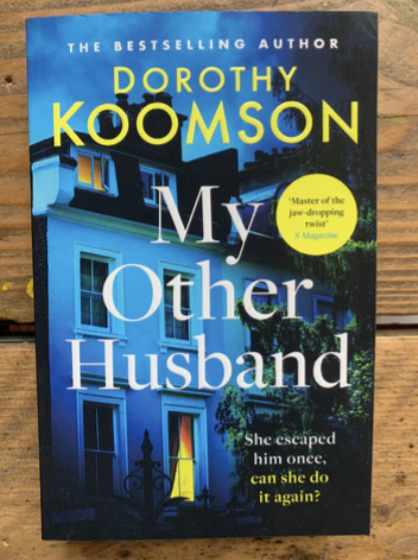 THE BESTSELLING AUTHOR
DOROTHY
KOOMSON
My
Other
Husband
'Master of the
jaw-dropping
twist'
S Magazine
She escaped
him once,
can she do
it again?